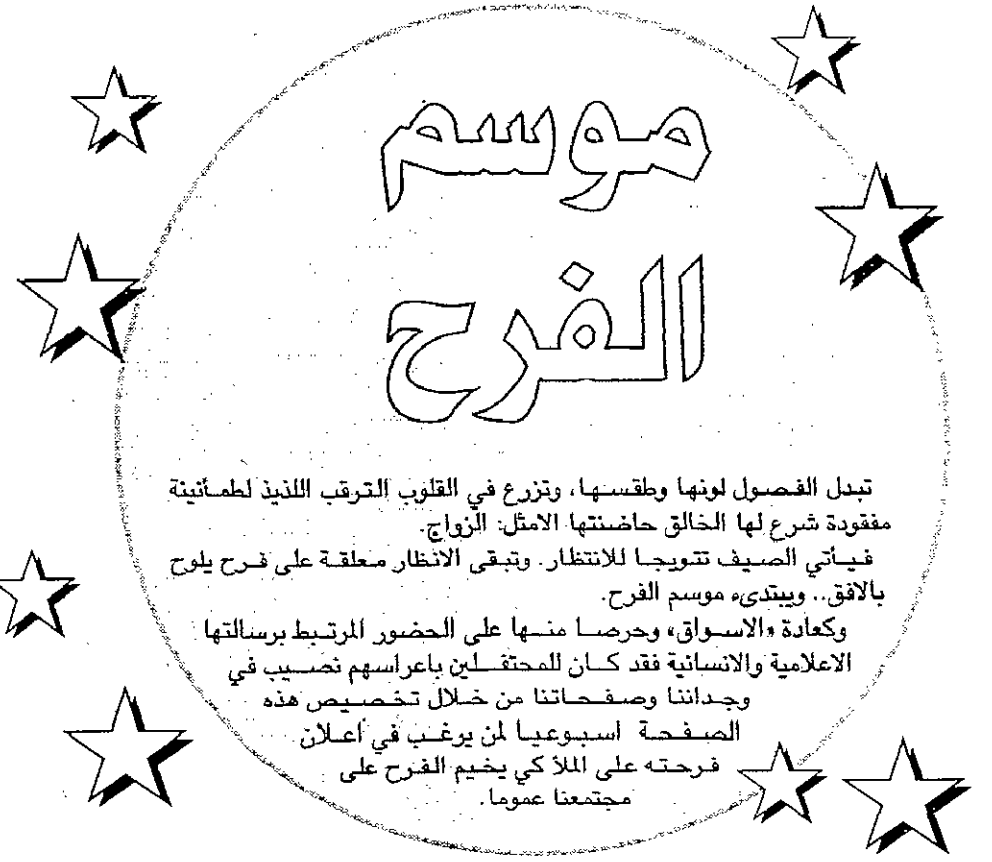 موسم
الفرح
تبدل الفصول لونها وطقسها، وتزرع في القلوب الترقب اللذيذ لطمأنينة
مفقودة شرع لها الخالق حاضنتها الامثل: الزواج.
فيأتي الصيف تتويجا للانتظار. وتبقى الانظار معلقة على فرح يلوح
بالافق.. ويبتدىء موسم الفرح.
وكعادة «الاسواق» وحرصا منها على الحضور المرتبط برسالتها
الاعلامية والانسانية فقد كان للمحتفلين باعراسهم نصيب في
وجداننا وصفحاتنا من خلال تخصيص هذه
الصفحة اسبوعيا لمن يرغب في أعلان
فرحته على الملأ كي يخيم الفرح على
مجتمعنا عموما.